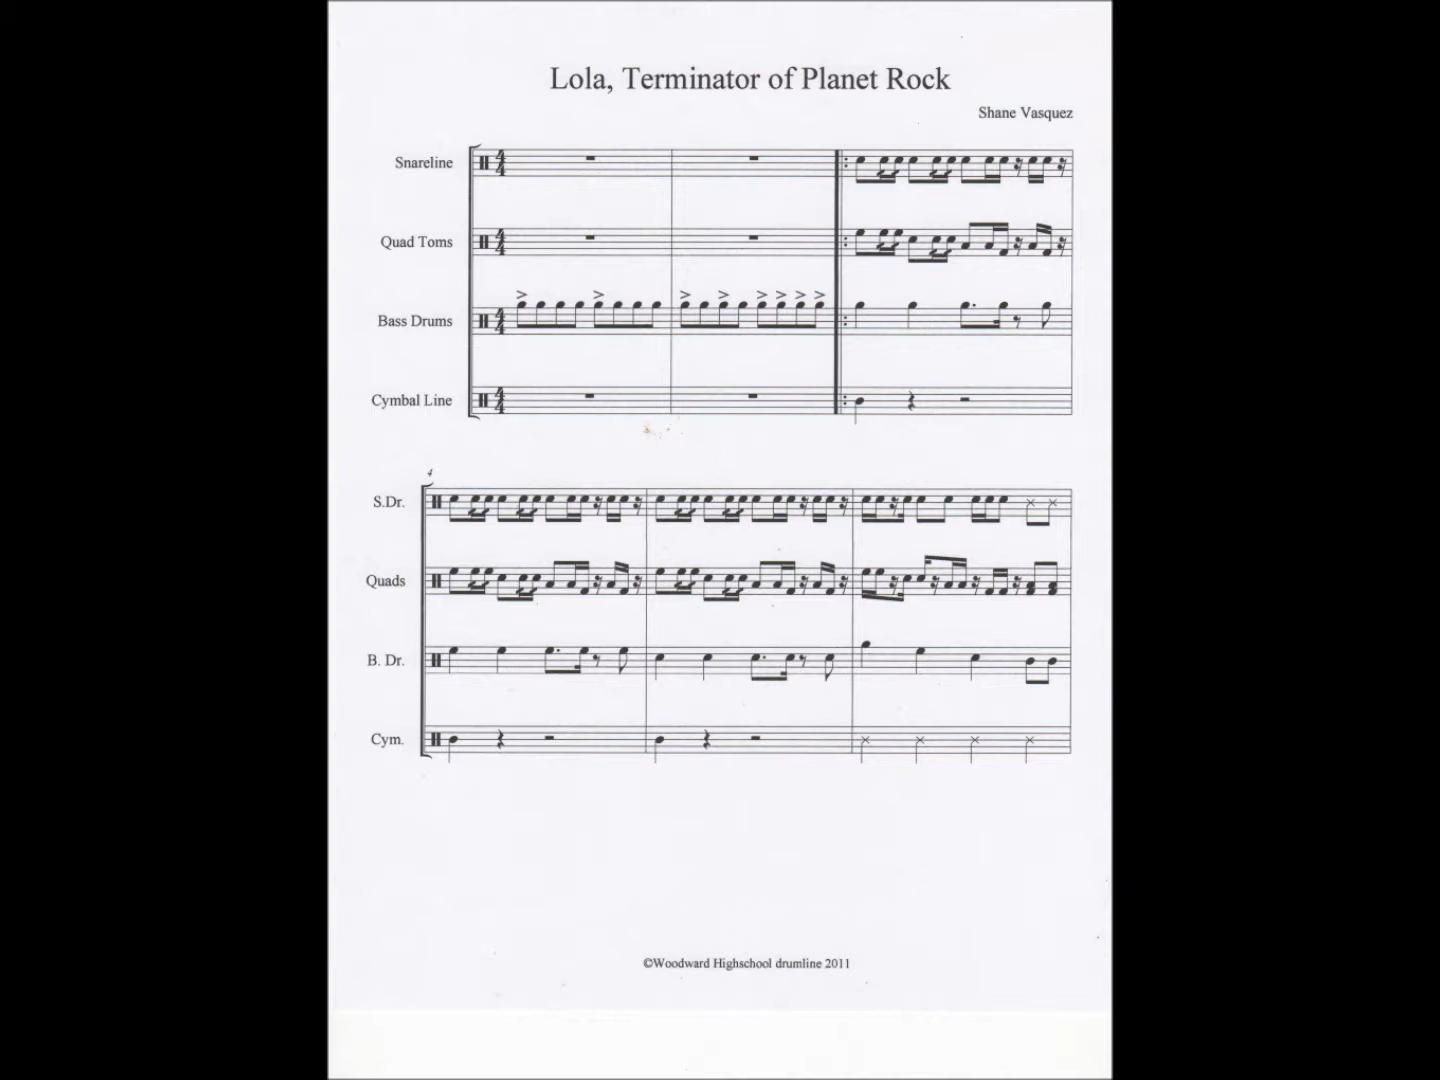 Lola, Terminator of Planet Rock
Shane Vasquez
Snareline
Quad Toms
Bass Drums
Cymbal Line
4
S.Dr.
Quads
B. Dr.
Cym.
©Woodward Highschool drumline 2011